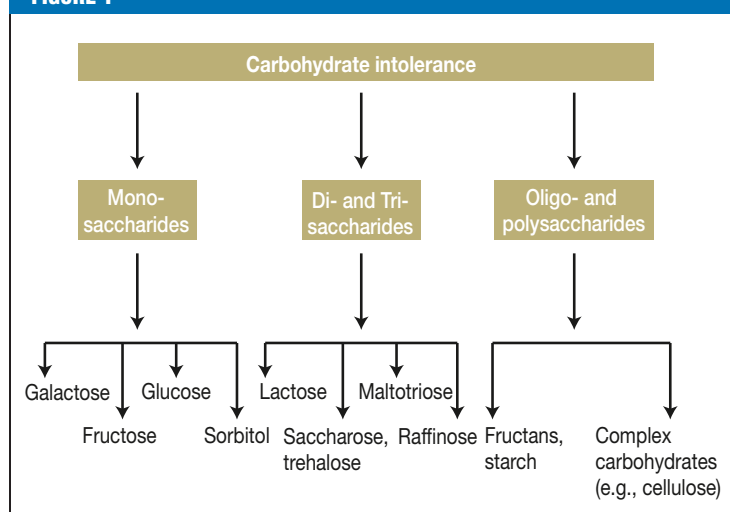 Carbohydrate intolerance
Mono-
saccharides
Di- and Tri-
saccharides
Oligo- and
polysaccharides
Galactose
Glucose
Lactose
Maltotriose
Fructose
Sorbitol
Saccharose,
trehalose
Raffinose
Fructans,
starch
Complex
carbohydrates
(e.g., cellulose)